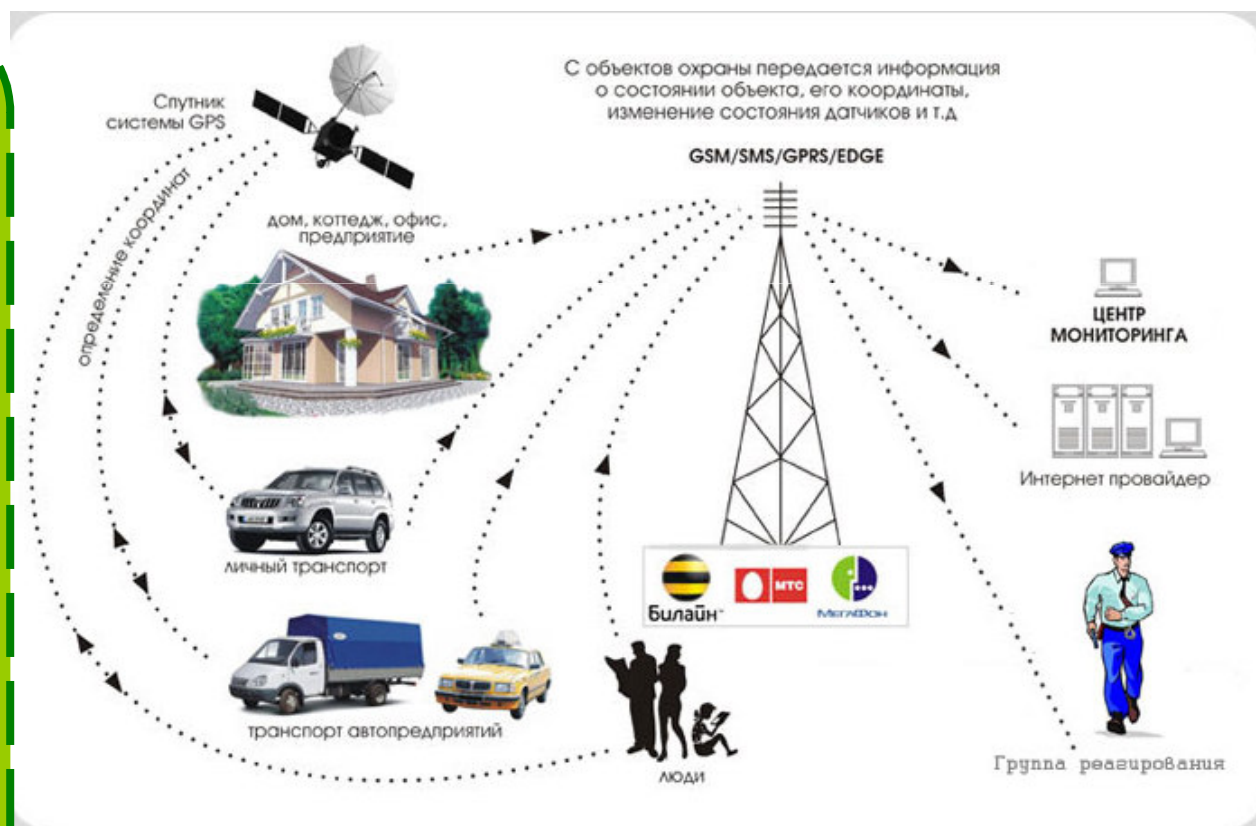 Спутник
системы GPS
определение координат
С объектов охраны передается информация
о состоянии объекта, его координаты,
изменение состояния датчиков и т.д
GSM/SMS/GPRS/EDGE
дом, коттедж, офис,
предприятие
ЦЕНТР
МОНИТОРИНГА
Интернет провайдер
личный транспорт
Билайн™
МТС
МЕГАФОН
транспорт автопредприятий
люди
Группа реагирования